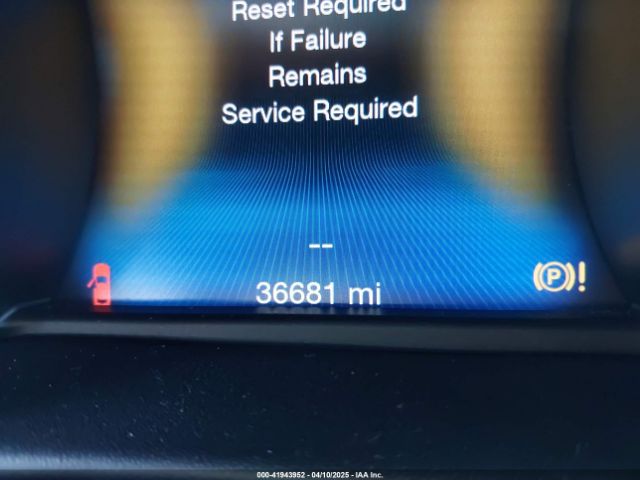 Reset Required
If Failure
Remains
Service Required
--
36681 mi
(P)!
000-41943952 - 04/10/2025 - IAA Inc.